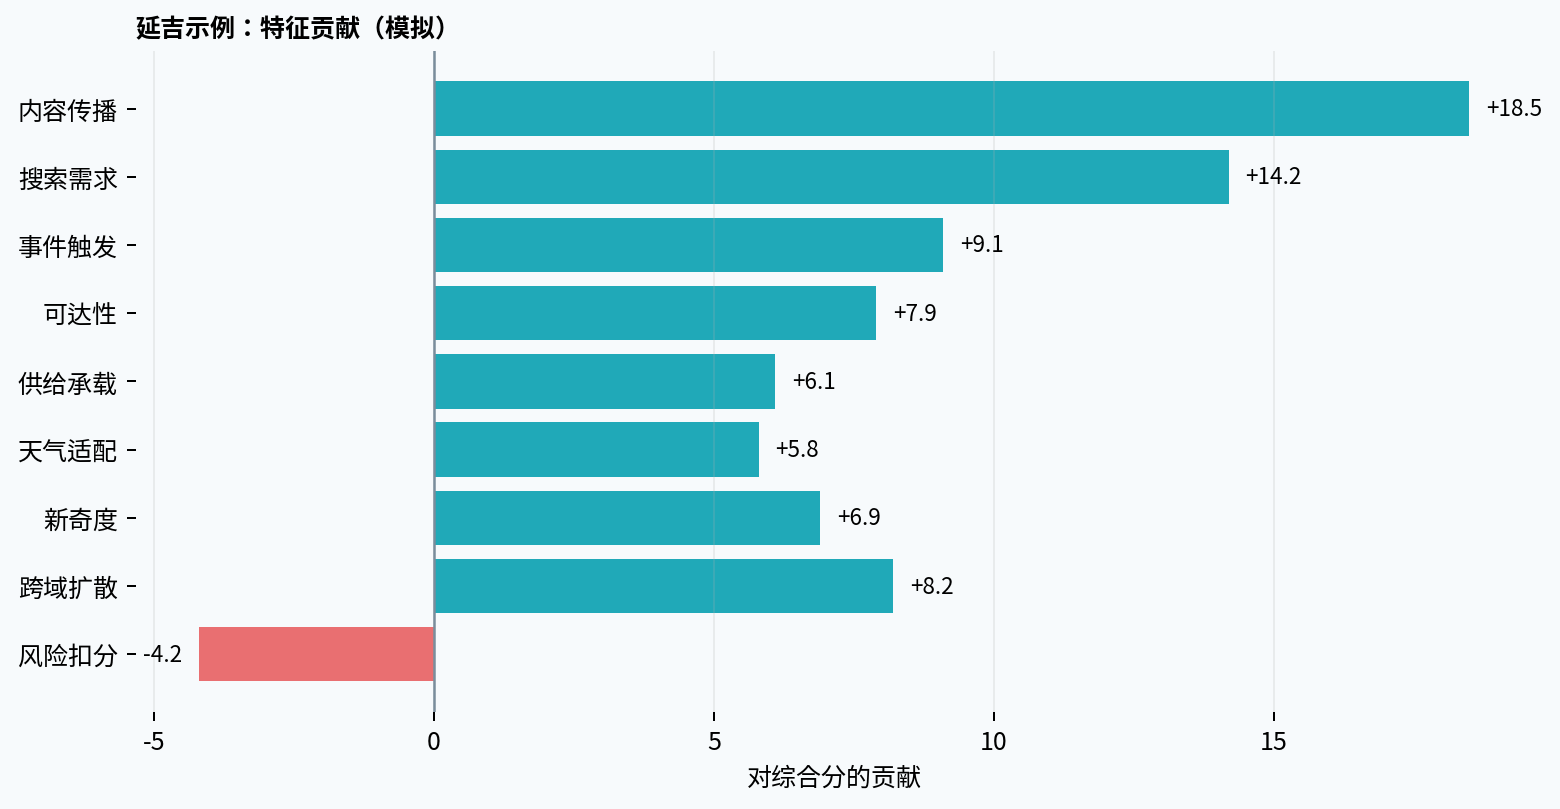 延吉示例：特征贡献（模拟）
内容传播
+18.5
搜索需求
+14.2
事件触发
+9.1
可达性
+7.9
供给承载
+6.1
天气适配
+5.8
新奇度
+6.9
跨域扩散
+8.2
风险扣分
-4.2
-5 0 5 10 15
对综合分的贡献